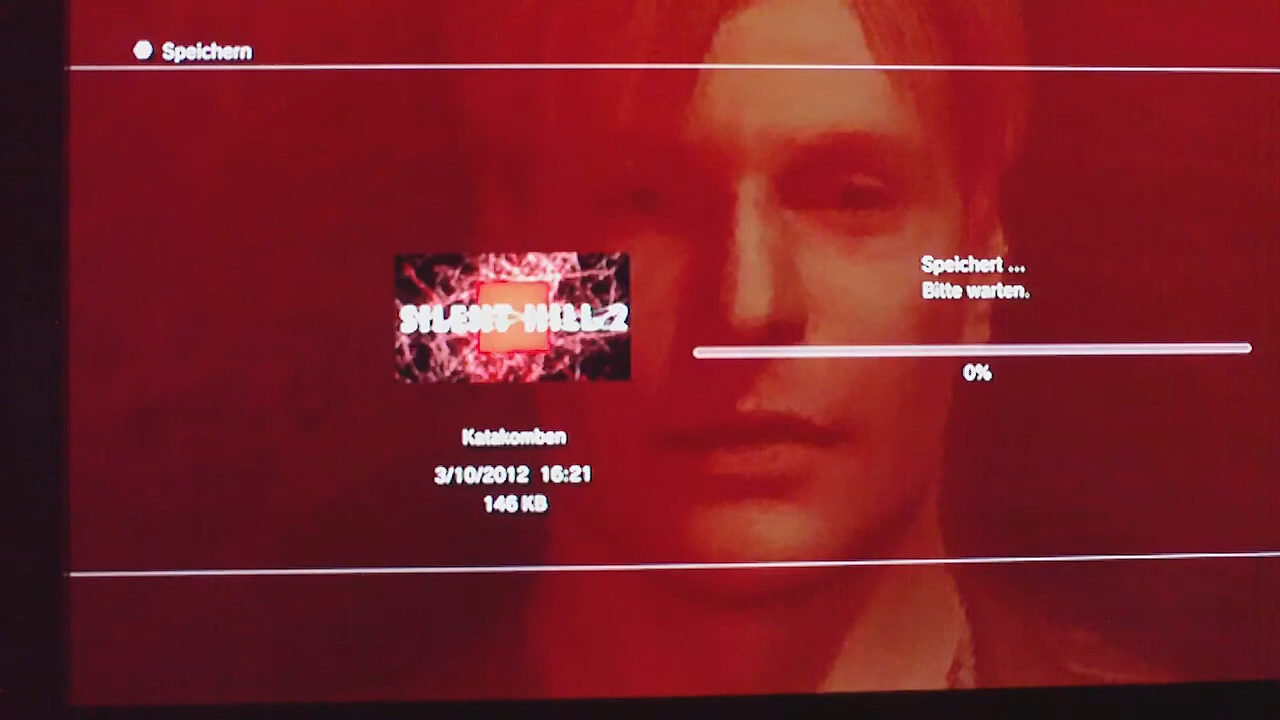 Speichern
SILENT HILL 2
Speichert ...
Bitte warten.
0%
Katakomben
3/10/2012 16:21
146 KB